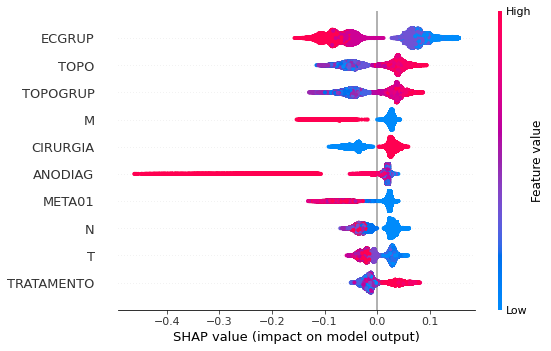 High
ECGRUP
TOPO
TOPOGRUP
M
CIRURGIA
ANODIAG
META01
N
T
TRATAMENTO
Feature value
Low
−0.4 −0.3 −0.2 −0.1 0.0 0.1
SHAP value (impact on model output)